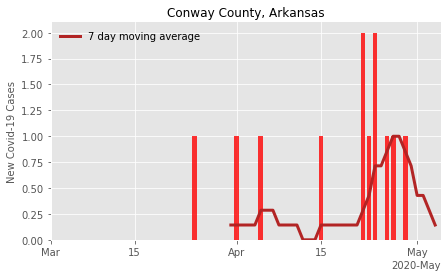 Conway County, Arkansas
7 day moving average
New Covid-19 Cases
2.00
1.75
1.50
1.25
1.00
0.75
0.50
0.25
0.00
Mar 15 Apr 15 May
2020-May